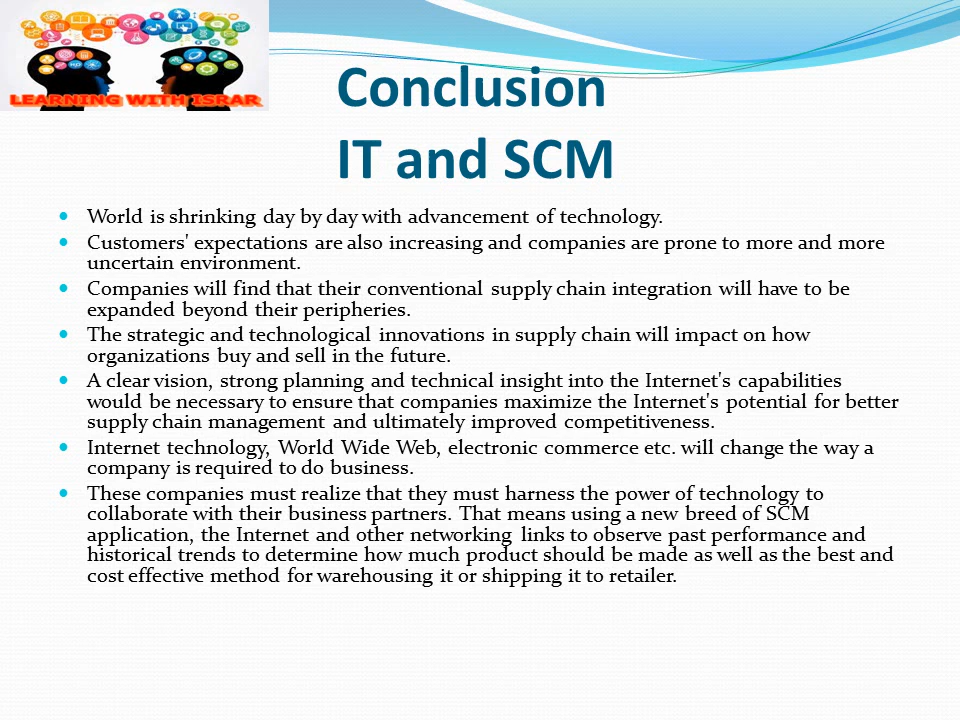 LEARNING WITH ISRAR
Conclusion
IT and SCM
World is shrinking day by day with advancement of technology.
Customers' expectations are also increasing and companies are prone to more and more
uncertain environment.
Companies will find that their conventional supply chain integration will have to be
expanded beyond their peripheries.
The strategic and technological innovations in supply chain will impact on how
organizations buy and sell in the future.
A clear vision, strong planning and technical insight into the Internet's capabilities
would be necessary to ensure that companies maximize the Internet's potential for better
supply chain management and ultimately improved competitiveness.
Internet technology, World Wide Web, electronic commerce etc. will change the way a
company is required to do business.
These companies must realize that they must harness the power of technology to
collaborate with their business partners. That means using a new breed of SCM
application, the Internet and other networking links to observe past performance and
historical trends to determine how much product should be made as well as the best and
cost effective method for warehousing it or shipping it to retailer.